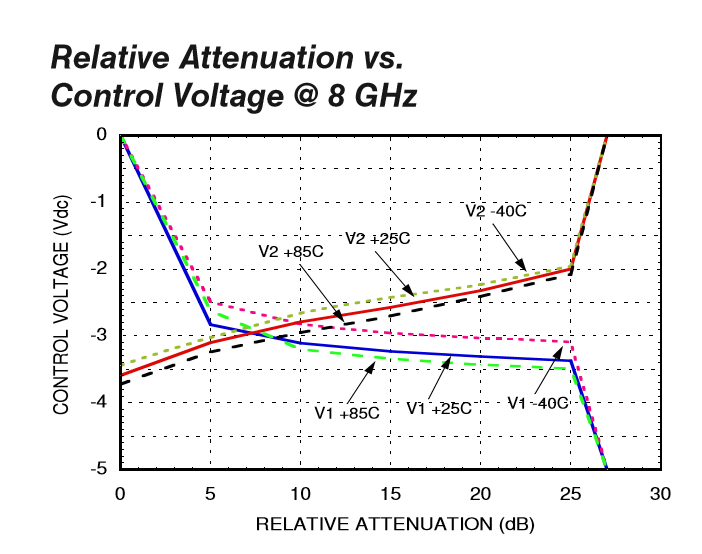 Relative Attenuation vs.
Control Voltage @ 8 GHz
0
-1
-2
-3
-4
-5
CONTROL VOLTAGE (Vdc)
V2 -40C
V2 +25C
V2 +85C
V1 +85C
V1 +25C
V1 -40C
0 5 10 15 20 25 30
RELATIVE ATTENUATION (dB)